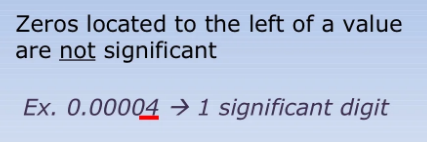 Zeros located to the left of a value
are not significant
Ex. 0.00004 → 1 significant digit